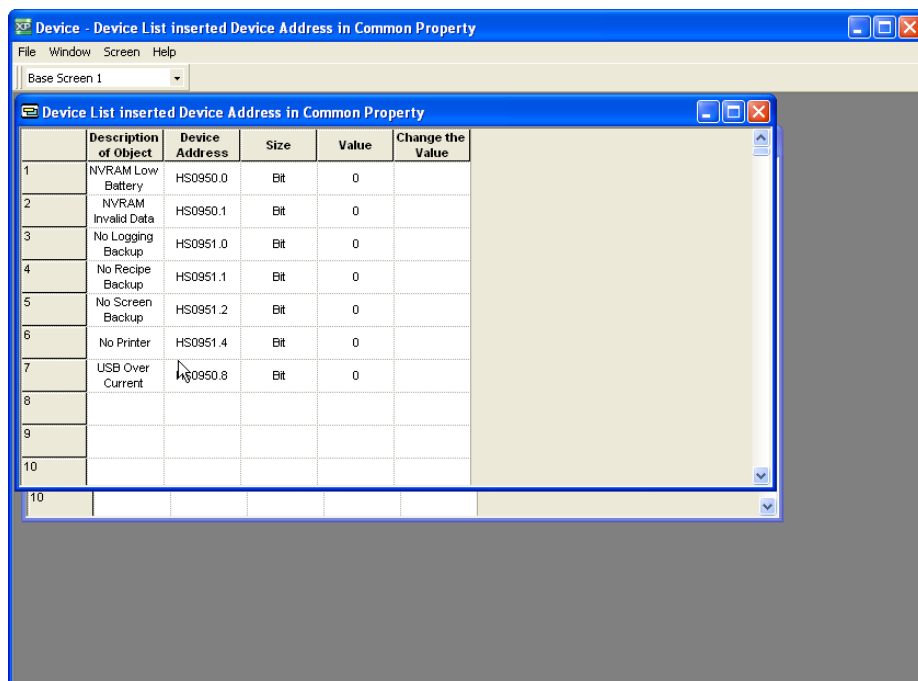 XP Device - Device List inserted Device Address in Common Property
File Window Screen Help
Base Screen 1
Device List inserted Device Address in Common Property
Description of Object Device Address Size Value Change the Value
1 NVRAM Low Battery HS0950.0 Bit 0
2 NVRAM Invalid Data HS0950.1 Bit 0
3 No Logging Backup HS0951.0 Bit 0
4 No Recipe Backup HS0951.1 Bit 0
5 No Screen Backup HS0951.2 Bit 0
6 No Printer HS0951.4 Bit 0
7 USB Over Current HS0950.8 Bit 0
8
9
10
10